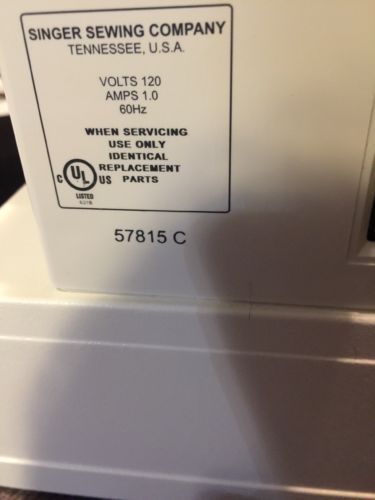 SINGER SEWING COMPANY
TENNESSEE, U.S.A.
VOLTS 120
AMPS 1.0
60Hz
WHEN SERVICING
USE ONLY
IDENTICAL
REPLACEMENT
PARTS
C UL US
LISTED
57815 C